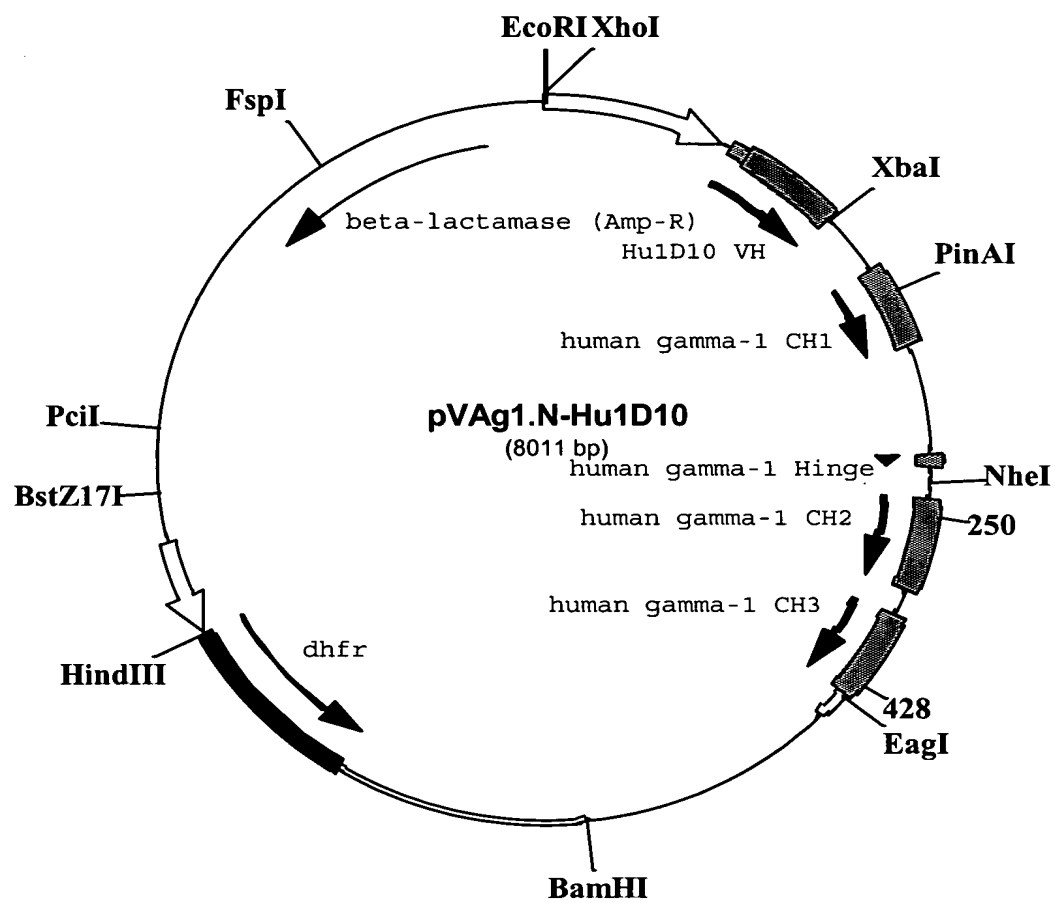 EcoRI XhoI
FspI
XbaI
beta-lactamase (Amp-R)
Hu1D10 VH
PinAI
human gamma-1 CH1
PciI
pVAg1.N-Hu1D10
(8011 bp)
human gamma-1 Hinge
NheI
BstZ17I
human gamma-1 CH2
250
human gamma-1 CH3
dhfr
HindIII
428
EagI
BamHI